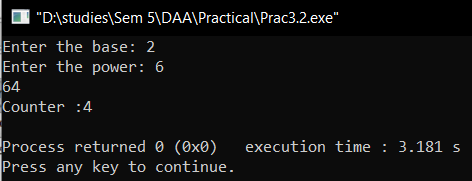 "D:\studies\Sem 5\DAA\Practical\Prac3.2.exe"
Enter the base: 2
Enter the power: 6
64
Counter :4
Process returned 0 (0x0)   execution time : 3.181 s
Press any key to continue.